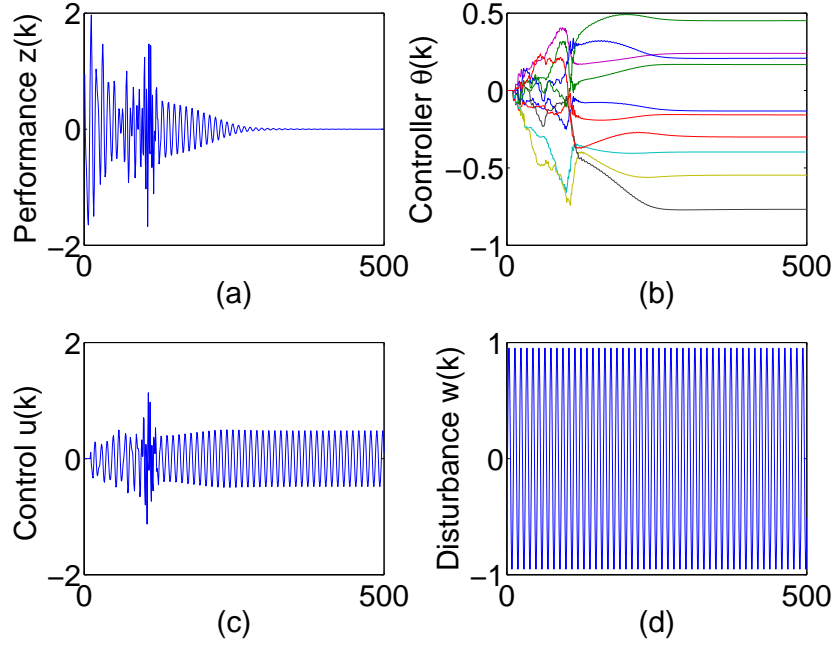 2
0
−2
0
500
Performance z(k)
(a)
0.5
0
−0.5
−1
0
500
Controller θ(k)
(b)
2
0
−2
0
500
Control u(k)
(c)
1
0
−1
0
500
Disturbance w(k)
(d)